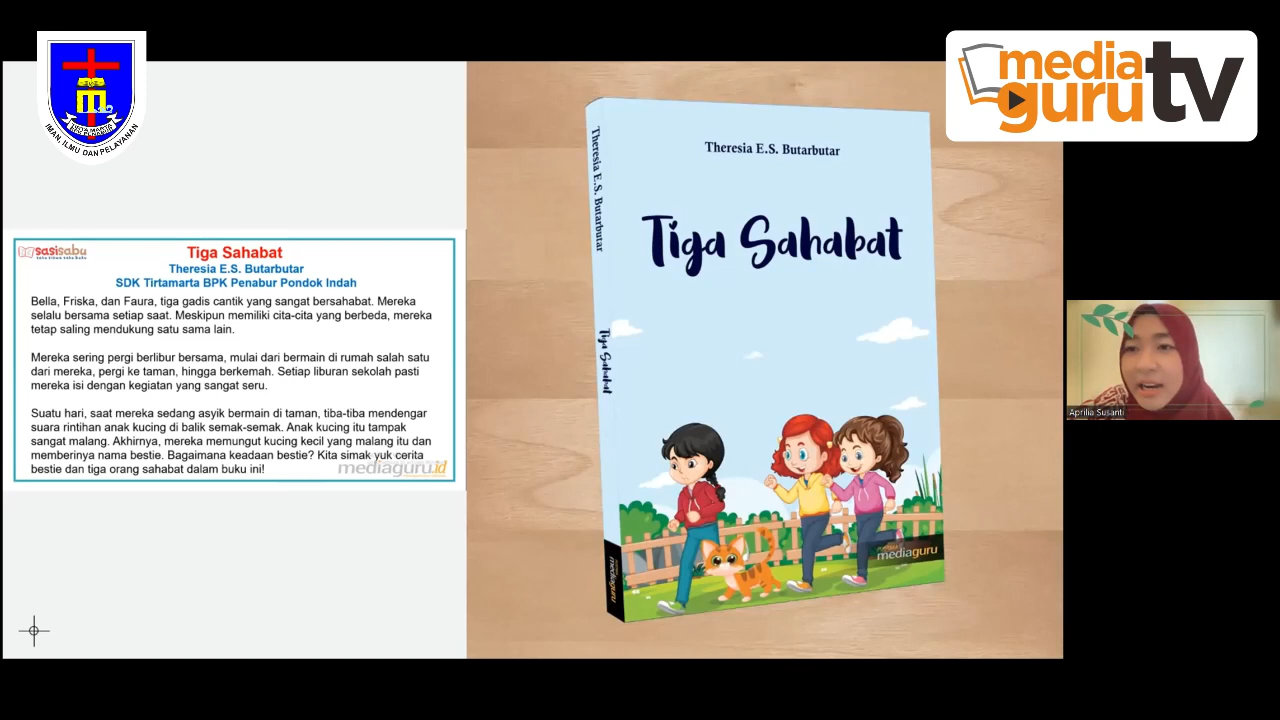 IMAN, ILMU DAN PELAYANAN
media
guru tv
sasisabu
Tiga Sahabat
Theresia E.S. Butarbutar
SDK Tirtamarta BPK Penabur Pondok Indah
Bella, Friska, dan Faura, tiga gadis cantik yang sangat bersahabat. Mereka
selalu bersama setiap saat. Meskipun memiliki cita-cita yang berbeda, mereka
tetap saling mendukung satu sama lain.
Mereka sering pergi berlibur bersama, mulai dari bermain di rumah salah satu
dari mereka, pergi ke taman, hingga berkemah. Setiap liburan sekolah pasti
mereka isi dengan kegiatan yang sangat seru.
Suatu hari, saat mereka sedang asyik bermain di taman, tiba-tiba mendengar
suara rintihan anak kucing di balik semak-semak. Anak kucing itu tampak
sangat malang. Akhirnya, mereka memungut kucing kecil yang malang itu dan
memberinya nama bestie. Bagaimana keadaan bestie? Kita simak yuk cerita
bestie dan tiga orang sahabat dalam buku ini!
mediaguru.id
Theresia E.S. Butarbutar
Tiga Sahabat
mediaguru
Theresia E.S. Butarbutar
Tiga Sahabat
mediaguru
Aprilia Susanti